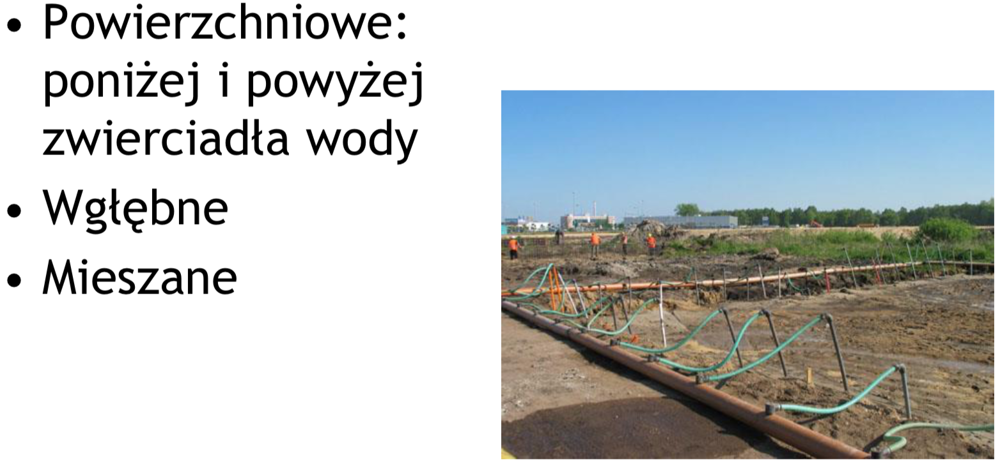 • Powierzchniowe:
poniżej i powyżej
zwierciadła wody
• Wgłębne
• Mieszane